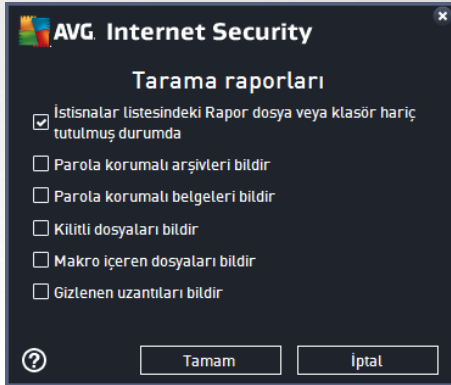 AVG Internet Security
Tarama raporları
İstisnalar listesindeki Rapor dosya veya klasör hariç
tutulmuş durumda
Parola korumalı arşivleri bildir
Parola korumalı belgeleri bildir
Kilitli dosyaları bildir
Makro içeren dosyaları bildir
Gizlenen uzantıları bildir
Tamam
İptal